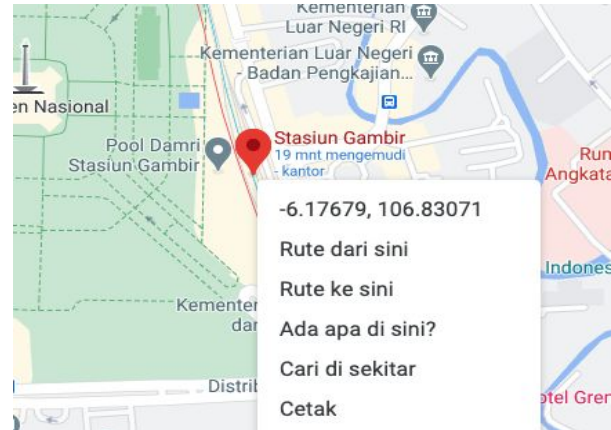 Kementerian
Luar Negeri RI
Kementerian Luar Negeri
- Badan Pengkajian...
en Nasional
Pool Damri
Stasiun Gambir
Stasiun Gambir
19 mnt mengemudi
- kantor
Rum
Angkata
-6.17679, 106.83071
Rute dari sini
Rute ke sini
Indones
Kementer
dar
Ada apa di sini?
Cari di sekitar
Distrib
Cetak
otel Gren